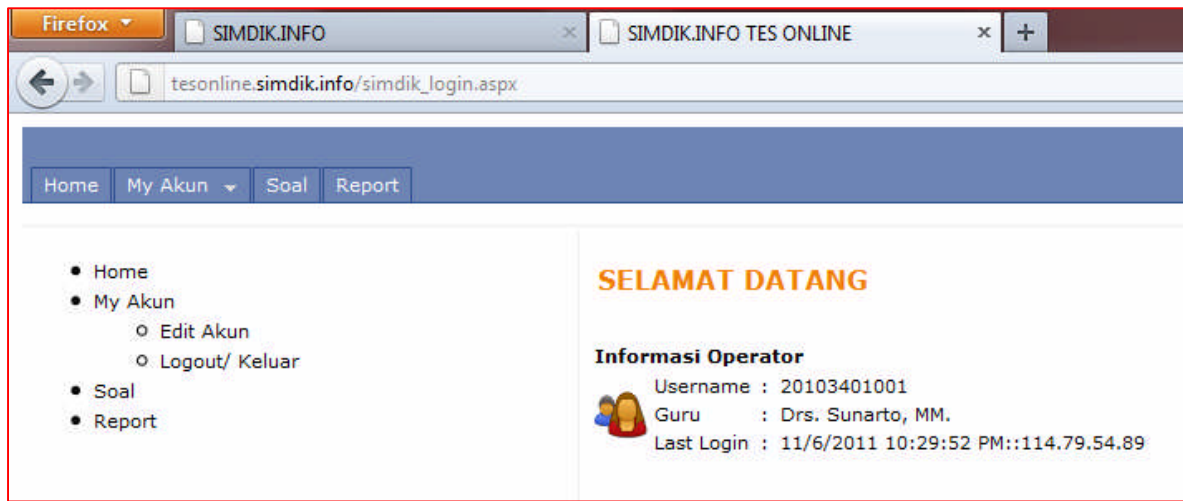 Firefox
SIMDIK.INFO
SIMDIK.INFO TES ONLINE
tesonline.simdik.info/simdik_login.aspx
Home My Akun Soal Report
Home
My Akun
Edit Akun
Logout/ Keluar
Soal
Report
SELAMAT DATANG
Informasi Operator
Username : 20103401001
Guru : Drs. Sunarto, MM.
Last Login : 11/6/2011 10:29:52 PM::114.79.54.89